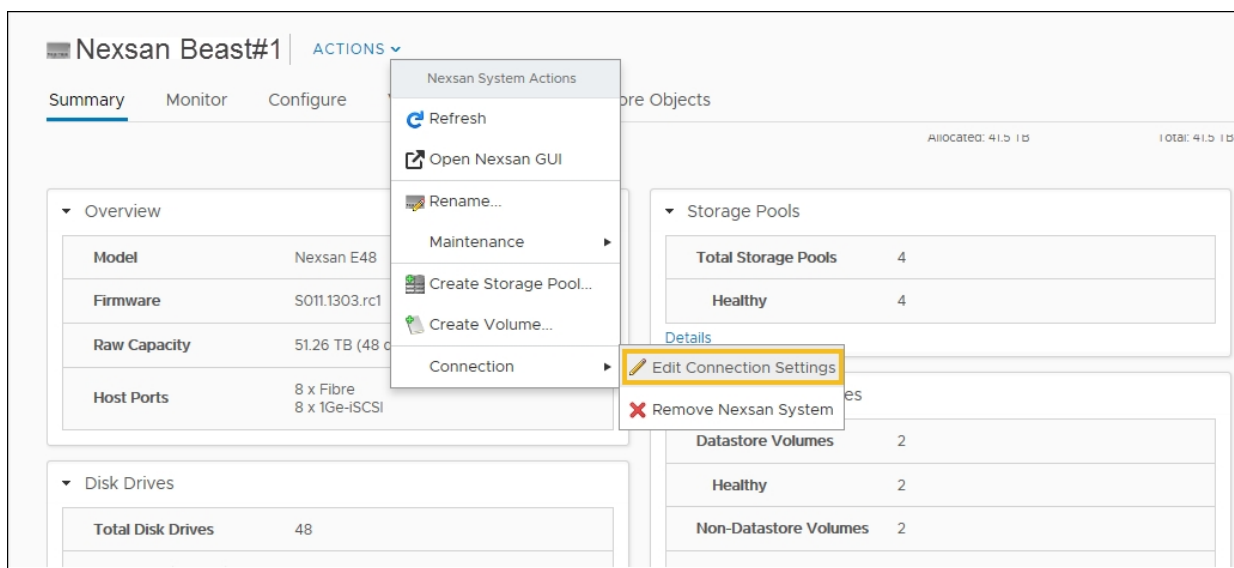 Nexsan Beast#1 ACTIONS
Nexsan System Actions
Summary Monitor Configure
ore Objects
Refresh
Open Nexsan GUI
Rename...
Maintenance
Create Storage Pool...
Create Volume...
Connection
Edit Connection Settings
Remove Nexsan System
Allocated: 41.5 TB Total: 41.5 TB
Overview
Model Nexsan E48
Firmware S011.1303.rc1
Raw Capacity 51.26 TB (48 d
Host Ports 8 x Fibre
8 x 1Ge-iSCSI
Disk Drives
Total Disk Drives 48
Storage Pools
Total Storage Pools 4
Healthy 4
Details
es
Datastore Volumes 2
Healthy 2
Non-Datastore Volumes 2